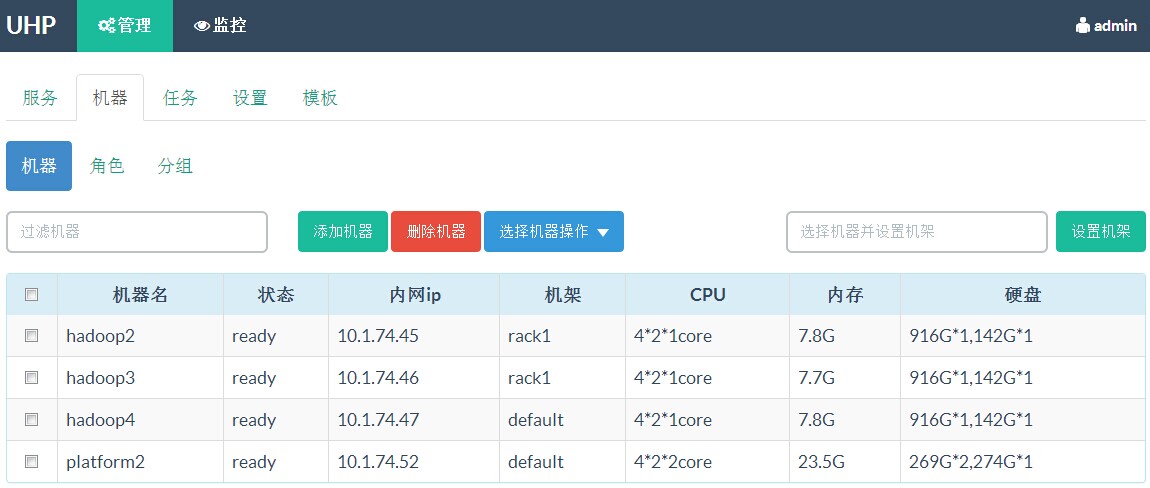 UHP 管理 监控 admin
服务 机器 任务 设置 模板
机器 角色 分组
过滤机器 添加机器 删除机器 选择机器操作 选择机器并设置机架 设置机架
机器名 状态 内网ip 机架 CPU 内存 硬盘
hadoop2 ready 10.1.74.45 rack1 4*2*1core 7.8G 916G*1,142G*1
hadoop3 ready 10.1.74.46 rack1 4*2*1core 7.7G 916G*1,142G*1
hadoop4 ready 10.1.74.47 default 4*2*1core 7.8G 916G*1,142G*1
platform2 ready 10.1.74.52 default 4*2*2core 23.5G 269G*2,274G*1